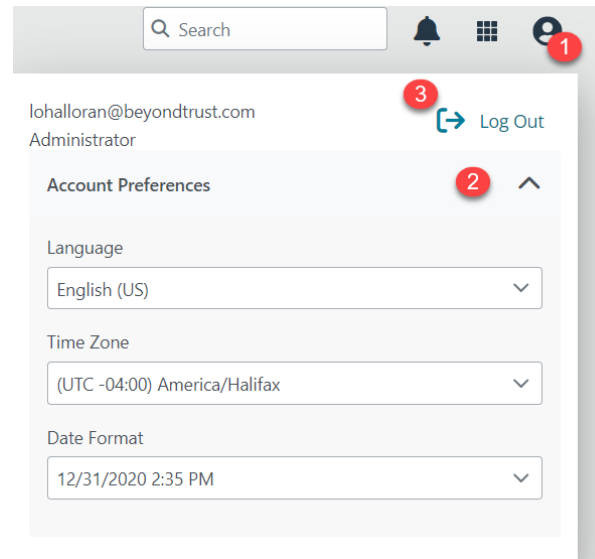 Search
1
lohalloran@beyondtrust.com
3
Log Out
Administrator
Account Preferences
2
Language
English (US)
Time Zone
(UTC -04:00) America/Halifax
Date Format
12/31/2020 2:35 PM